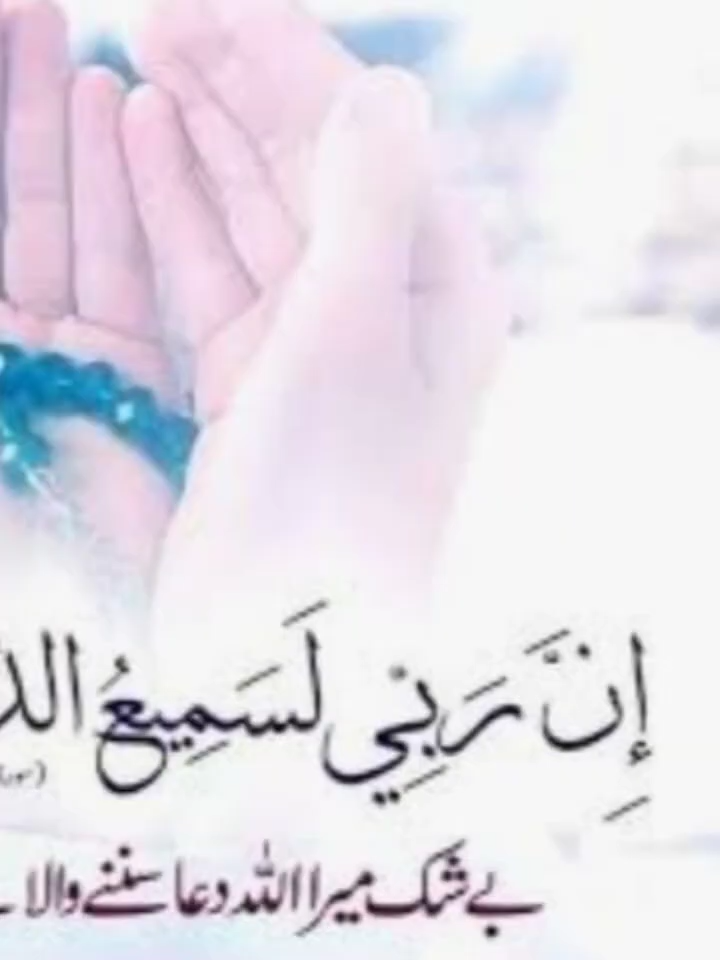 إِنَّ رَبِّي لَسَمِيعُ
بے شک میرا اللہ دعا سننے والا